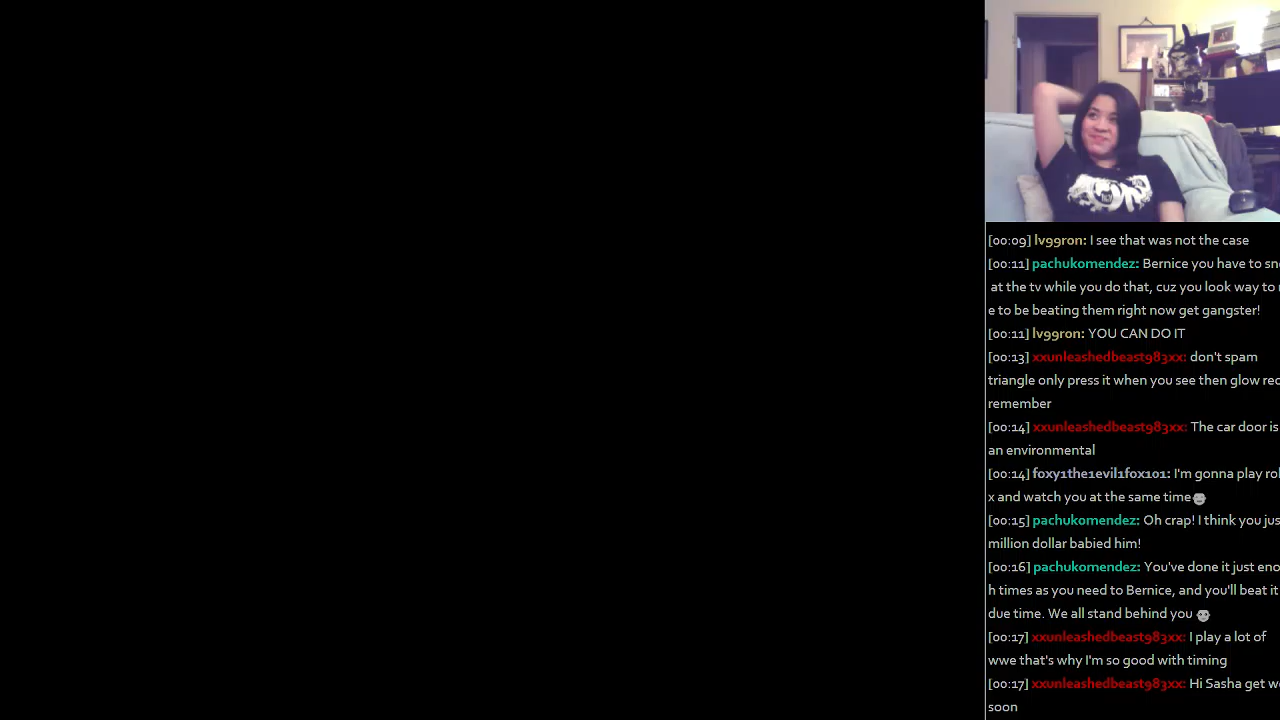 [00:09] lv99ron: I see that was not the case
[00:11] pachukomendez: Bernice you have to
at the tv while you do that, cuz you look way to
e to be beating them right now get gangster!
[00:11] lv99ron: YOU CAN DO IT
[00:13] xxunleashedbeast983xx: don't spam
triangle only press it when you see then glow
remember
[00:14] xxunleashedbeast983xx: The car door is
an environmental
[00:14] foxy1the1evil1fox101: I'm gonna play
x and watch you at the same time
[00:15] pachukomendez: Oh crap! I think you
million dollar babied him!
[00:16] pachukomendez: You've done it just
h times as you need to Bernice, and you'll beat it
due time. We all stand behind you
[00:17] xxunleashedbeast983xx: I play a lot of
wwe that's why I'm so good with timing
[00:17] xxunleashedbeast983xx: Hi Sasha get
soon